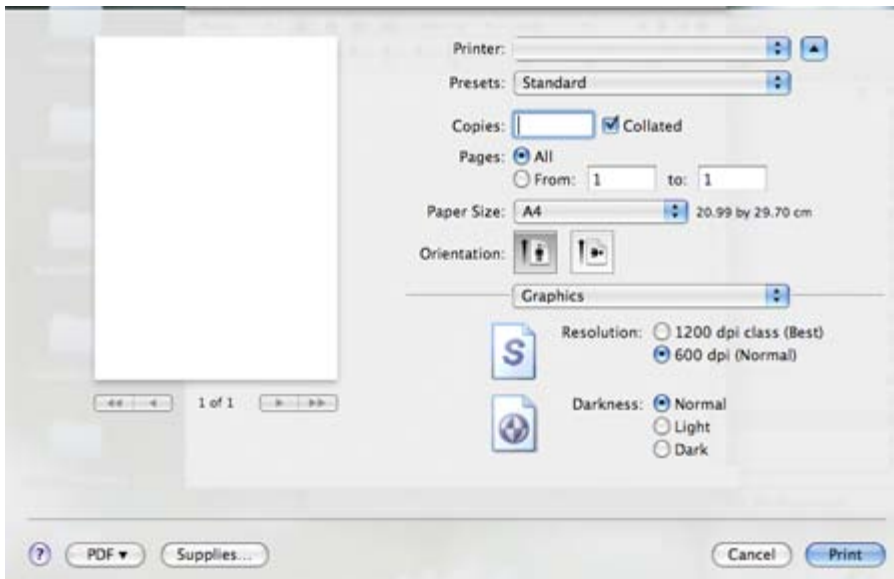 Printer:
Presets: Standard
Copies: Collated
Pages: All
From: 1 to: 1
Paper Size: A4 20.99 by 29.70 cm
Orientation:
Graphics
S Resolution: 1200 dpi class (Best)
600 dpi (Normal)
1 of 1
Darkness: Normal
Light
Dark
? PDF Supplies... Cancel Print